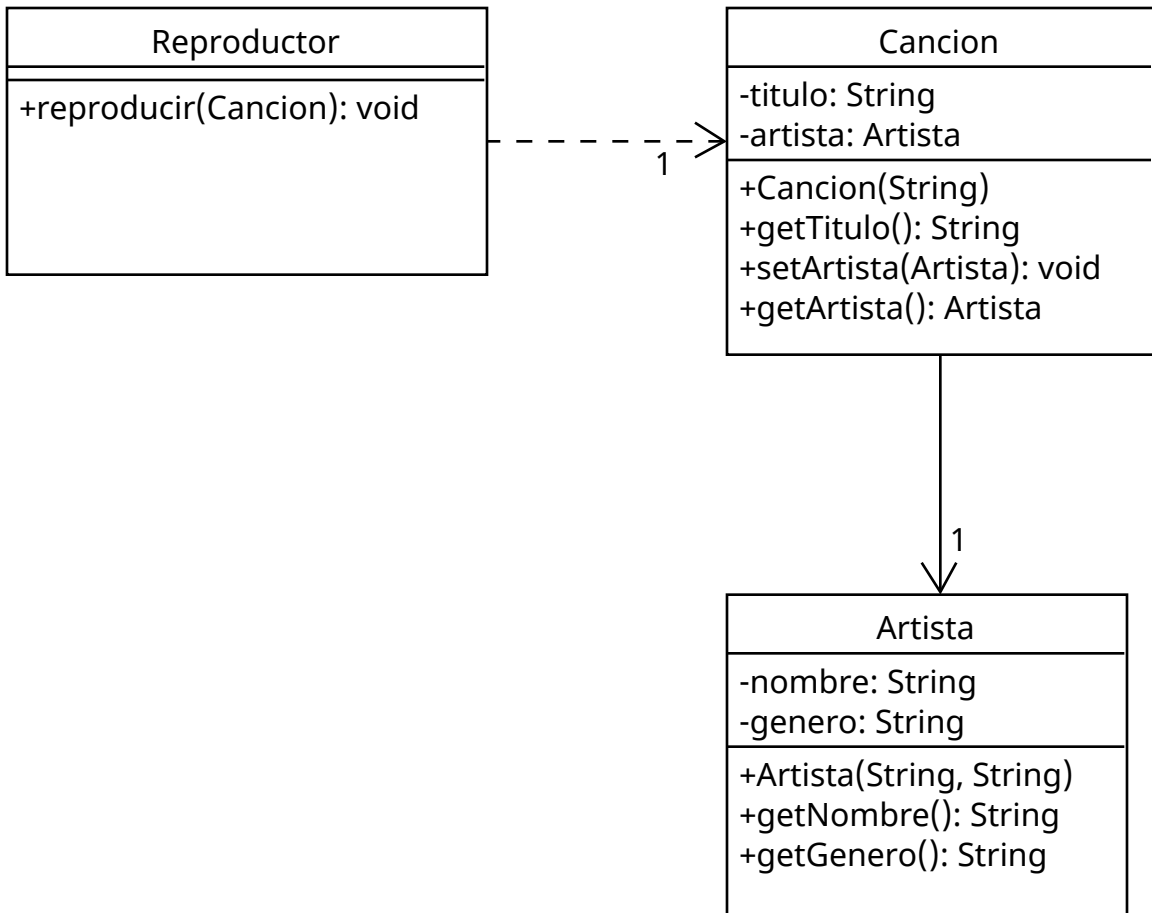 Reproductor
+reproducir(Cancion): void
1
Cancion
-titulo: String
-artista: Artista
+Cancion(String)
+getTitulo(): String
+setArtista(Artista): void
+getArtista(): Artista
1
Artista
-nombre: String
-genero: String
+Artista(String, String)
+getNombre(): String
+getGenero(): String